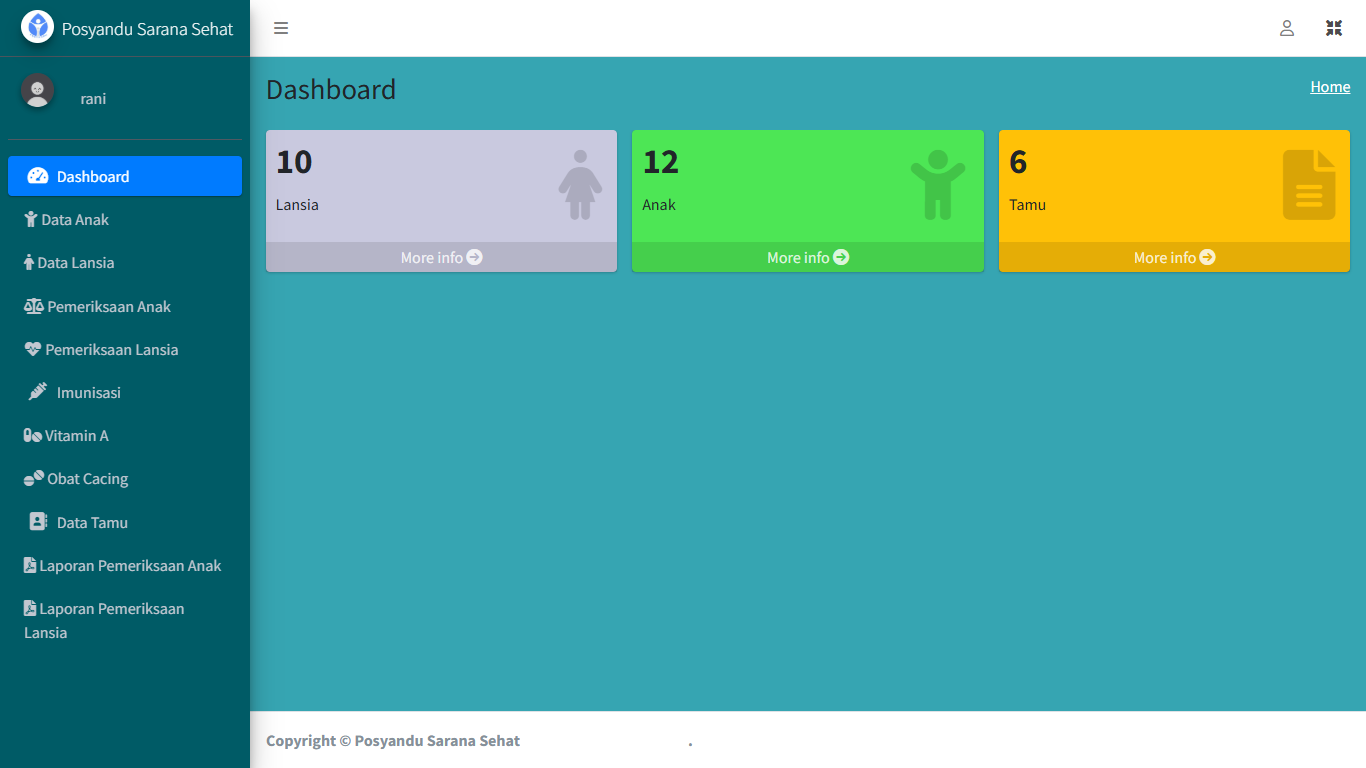 Posyandu Sarana Sehat
rani
Dashboard
Data Anak
Data Lansia
Pemeriksaan Anak
Pemeriksaan Lansia
Imunisasi
Vitamin A
Obat Cacing
Data Tamu
Laporan Pemeriksaan Anak
Laporan Pemeriksaan
Lansia
Dashboard
Home
10
Lansia
More info
12
Anak
More info
6
Tamu
More info
Copyright © Posyandu Sarana Sehat .